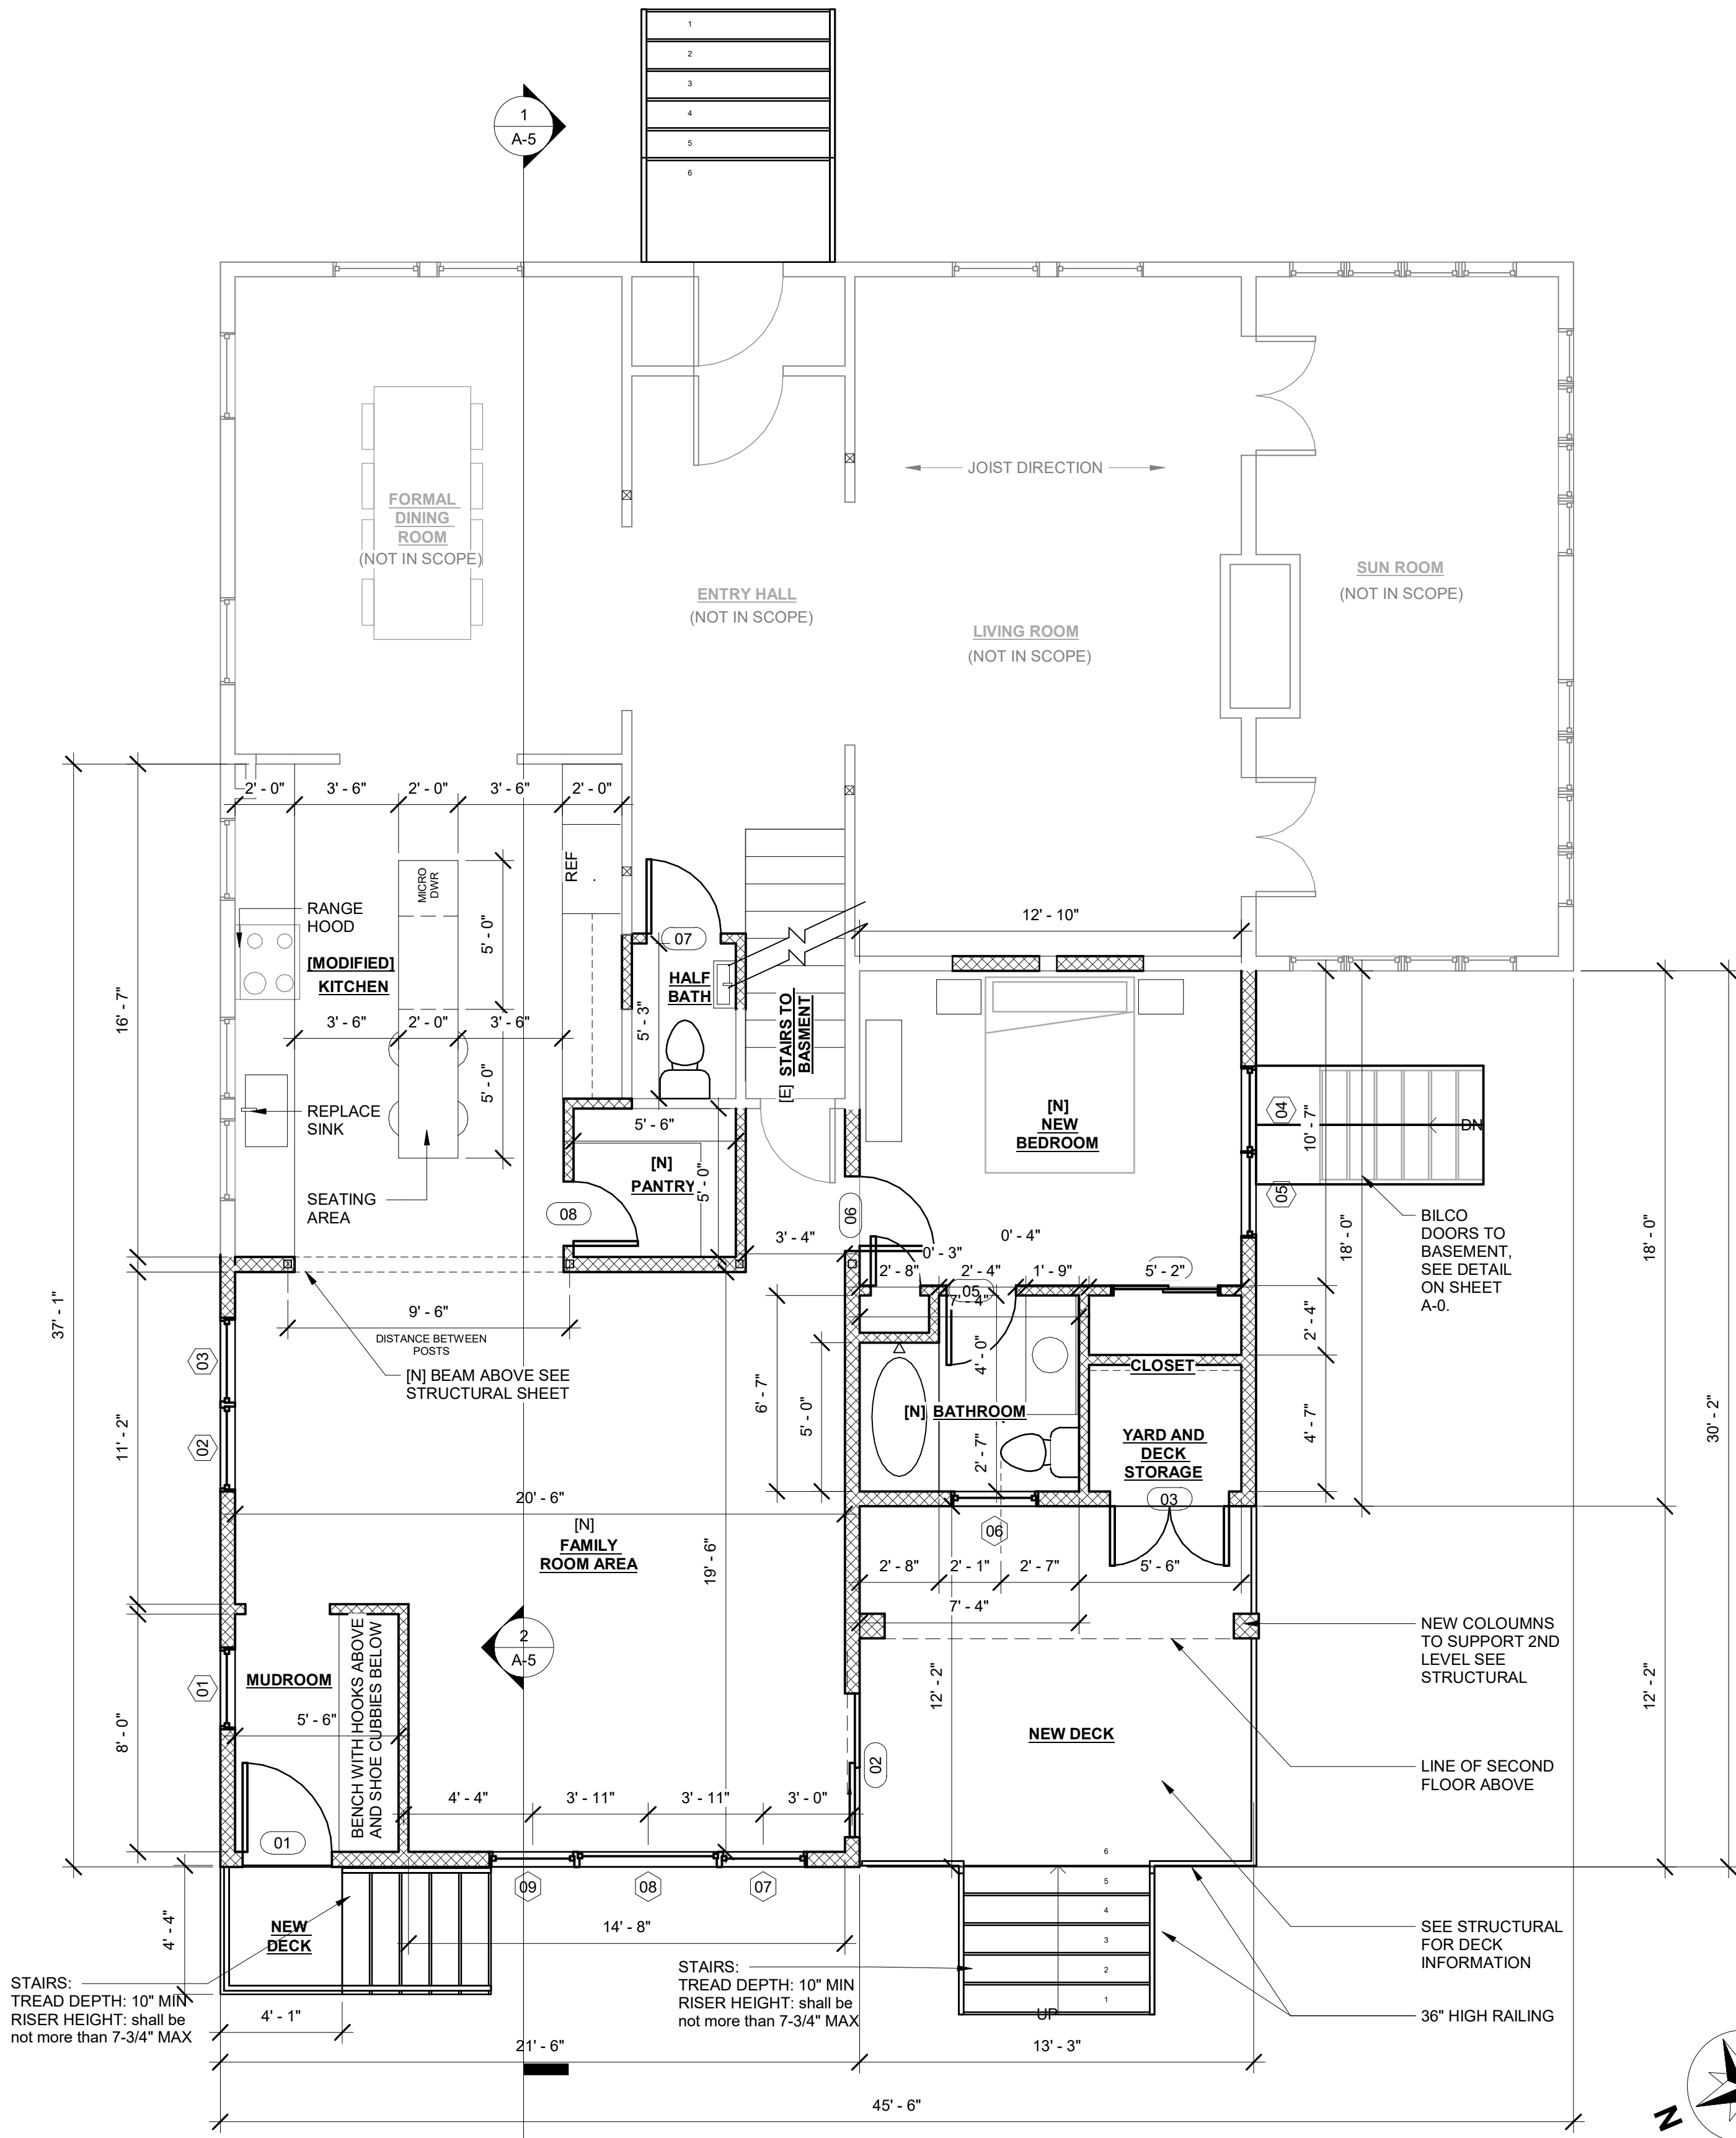 1
2
3
4
5
6
1
A-5
FORMAL
DINING
ROOM
(NOT IN SCOPE)
ENTRY HALL
(NOT IN SCOPE)
JOIST DIRECTION
LIVING ROOM
(NOT IN SCOPE)
SUN ROOM
(NOT IN SCOPE)
2' - 0"
3' - 6"
2' - 0"
3' - 6"
2' - 0"
37' - 1"
16' - 7"
11' - 2"
8' - 0"
4' - 4"
RANGE
HOOD
[MODIFIED]
KITCHEN
MICRO
DWR
REF
5' - 0"
3' - 6"
2' - 0"
3' - 6"
5' - 0"
REPLACE
SINK
SEATING
AREA
07
HALF
BATH
5' - 3"
[E] STAIRS TO
BASMENT
5' - 6"
[N]
PANTRY
5' - 0"
08
3' - 4"
12' - 10"
[N]
NEW
BEDROOM
06
04
05
10' - 7"
DN
18' - 0"
18' - 0"
30' - 2"
BILCO
DOORS TO
BASEMENT,
SEE DETAIL
ON SHEET
A-0.
0' - 3"
0' - 4"
2' - 8"
2' - 4"
1' - 9"
5' - 2"
05
7' - 4"
2' - 4"
4' - 7"
9' - 6"
DISTANCE BETWEEN
POSTS
[N] BEAM ABOVE SEE
STRUCTURAL SHEET
03
02
01
6' - 7"
5' - 0"
4' - 0"
2' - 7"
[N] BATHROOM
CLOSET
YARD AND
DECK
STORAGE
03
06
20' - 6"
[N]
FAMILY
ROOM AREA
19' - 6"
2' - 8"
2' - 1"
2' - 7"
5' - 6"
7' - 4"
2
A-5
MUDROOM
5' - 6"
BENCH WITH HOOKS ABOVE
AND SHOE CUBBIES BELOW
01
4' - 4"
3' - 11"
3' - 11"
3' - 0"
02
12' - 2"
NEW DECK
12' - 2"
NEW COLOUMNS
TO SUPPORT 2ND
LEVEL SEE
STRUCTURAL
LINE OF SECOND
FLOOR ABOVE
09
08
07
14' - 8"
NEW
DECK
6
5
4
3
2
1
UP
SEE STRUCTURAL
FOR DECK
INFORMATION
36" HIGH RAILING
STAIRS:
TREAD DEPTH: 10" MIN
RISER HEIGHT: shall be
not more than 7-3/4" MAX
4' - 1"
STAIRS:
TREAD DEPTH: 10" MIN
RISER HEIGHT: shall be
not more than 7-3/4" MAX
21' - 6"
13' - 3"
45' - 6"
N